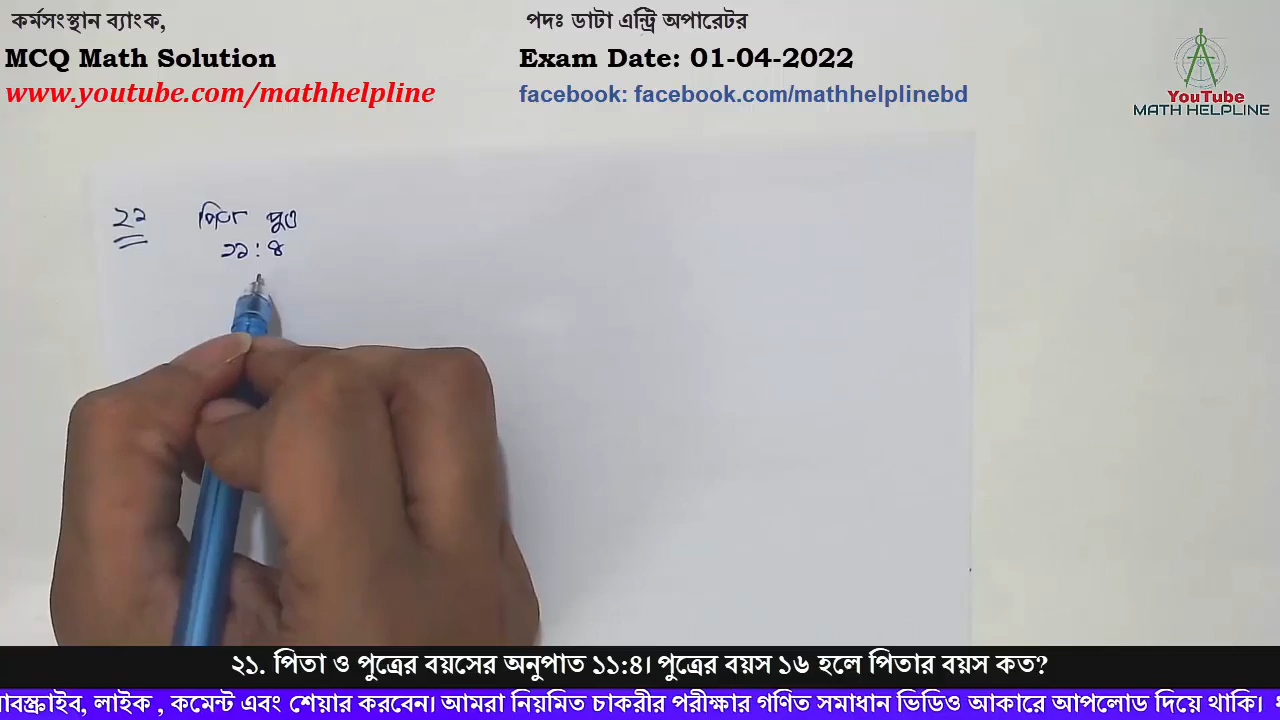 কর্মসংস্থান ব্যাংক,
পদঃ ডাটা এন্ট্রি অপারেটর
MCQ Math Solution
Exam Date: 01-04-2022
www.youtube.com/mathhelpline
facebook: facebook.com/mathhelplinebd
YouTube
MATH HELPLINE
২১
পিতা পুত্র
১১:৪
২১. পিতা ও পুত্রের বয়সের অনুপাত ১১:৪। পুত্রের বয়স ১৬ হলে পিতার বয়স কত?
লাইক , কমেন্ট এবং শেয়ার করবেন। আমরা নিয়মিত চাকরীর পরীক্ষার গণিত সমাধান ভিডিও আকারে আপলোড দিয়ে থাকি।